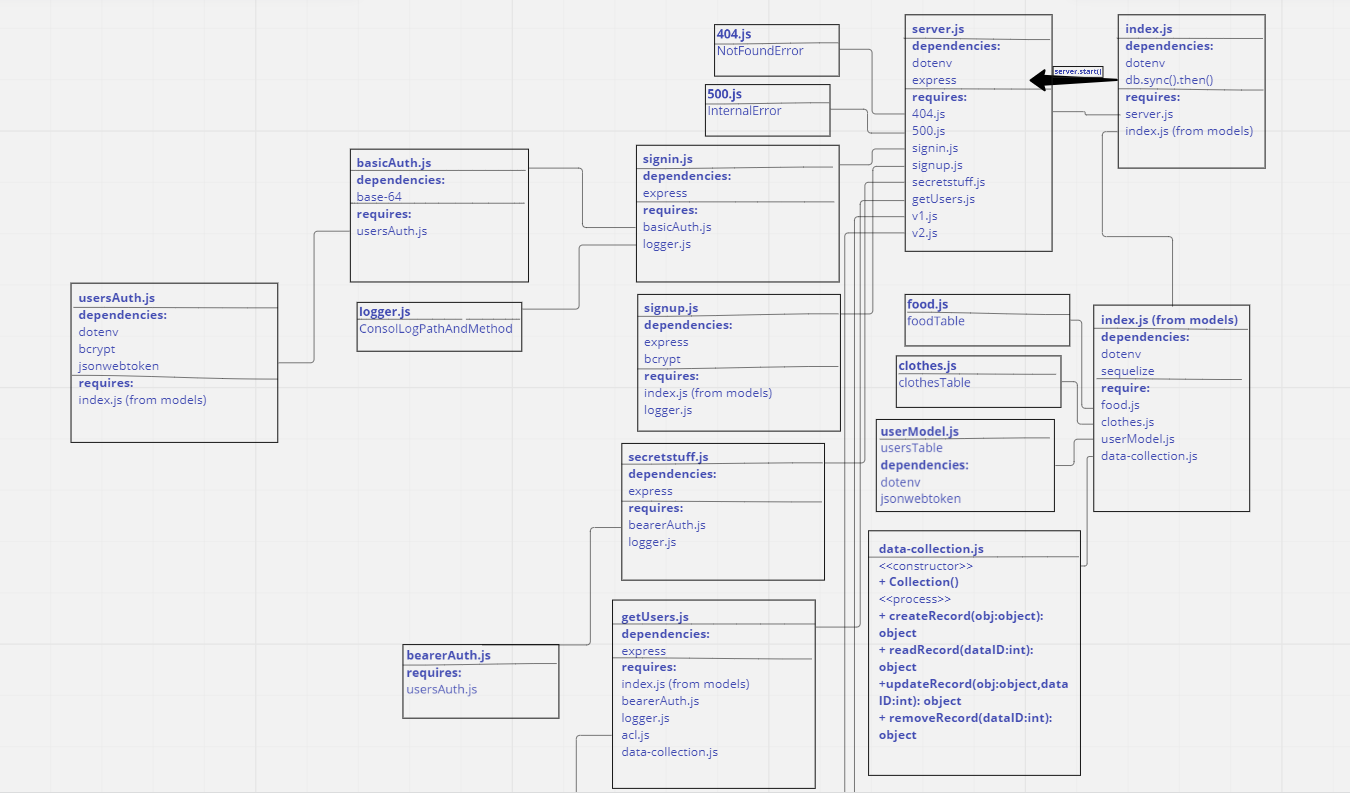 404.js
NotFoundError
500.js
InternalError
server.js
dependencies:
dotenv
express
requires:
404.js
500.js
signin.js
signup.js
secretstuff.js
getUsers.js
v1.js
v2.js
server.start()
index.js
dependencies:
dotenv
db.sync().then()
requires:
server.js
index.js (from models)
basicAuth.js
dependencies:
base-64
requires:
usersAuth.js
signin.js
dependencies:
express
requires:
basicAuth.js
logger.js
usersAuth.js
dependencies:
dotenv
bcrypt
jsonwebtoken
requires:
index.js (from models)
logger.js
ConsolLogPathAndMethod
signup.js
dependencies:
express
bcrypt
requires:
index.js (from models)
logger.js
food.js
foodTable
clothes.js
clothesTable
userModel.js
usersTable
dependencies:
dotenv
jsonwebtoken
index.js (from models)
dependencies:
dotenv
sequelize
require:
food.js
clothes.js
userModel.js
data-collection.js
secretstuff.js
dependencies:
express
requires:
bearerAuth.js
logger.js
data-collection.js
<<constructor>>
+ Collection()
<<process>>
+ createRecord(obj:object):
object
+ readRecord(dataID:int):
object
+updateRecord(obj:object,data
ID:int): object
+ removeRecord(dataID:int):
object
bearerAuth.js
requires:
usersAuth.js
getUsers.js
dependencies:
express
requires:
index.js (from models)
bearerAuth.js
logger.js
acl.js
data-collection.js